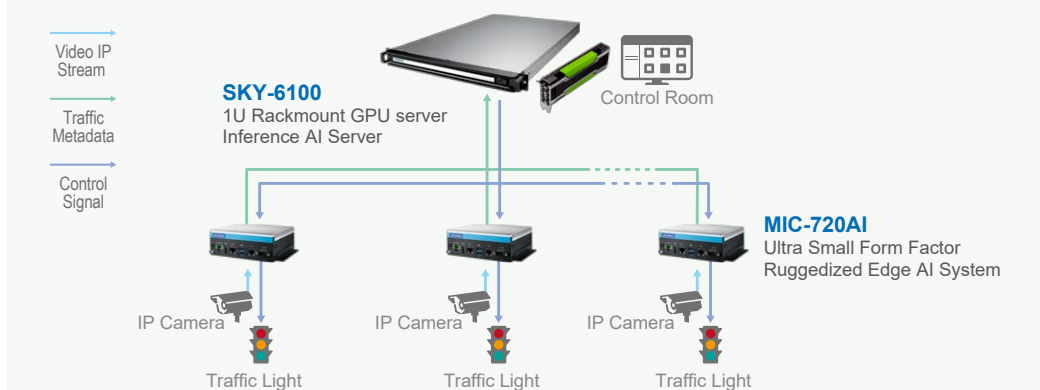 Video IP
Stream
Traffic
Metadata
Control
Signal
SKY-6100
1U Rackmount GPU server
Inference AI Server
Control Room
MIC-720AI
Ultra Small Form Factor
Ruggedized Edge AI System
IP Camera
IP Camera
IP Camera
Traffic Light
Traffic Light
Traffic Light